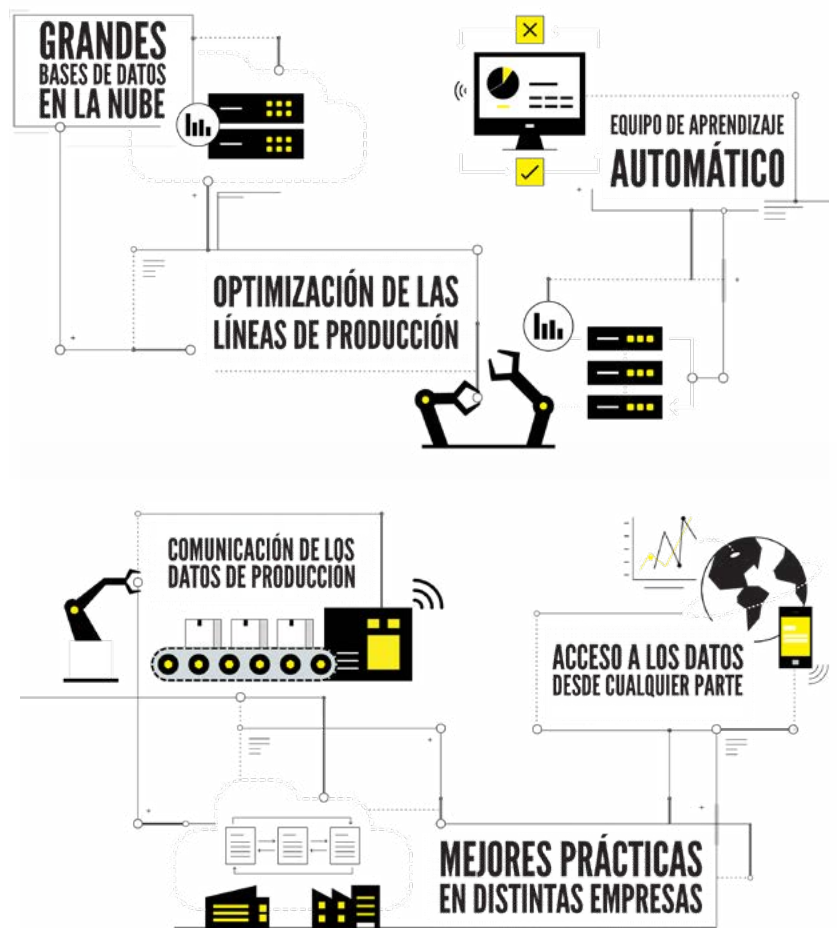 GRANDES
BASES DE DATOS
EN LA NUBE
EQUIPO DE APRENDIZAJE
AUTOMÁTICO
OPTIMIZACIÓN DE LAS
LÍNEAS DE PRODUCCIÓN
COMUNICACIÓN DE LOS
DATOS DE PRODUCCIÓN
ACCESO A LOS DATOS
DESDE CUALQUIER PARTE
MEJORES PRÁCTICAS
EN DISTINTAS EMPRESAS